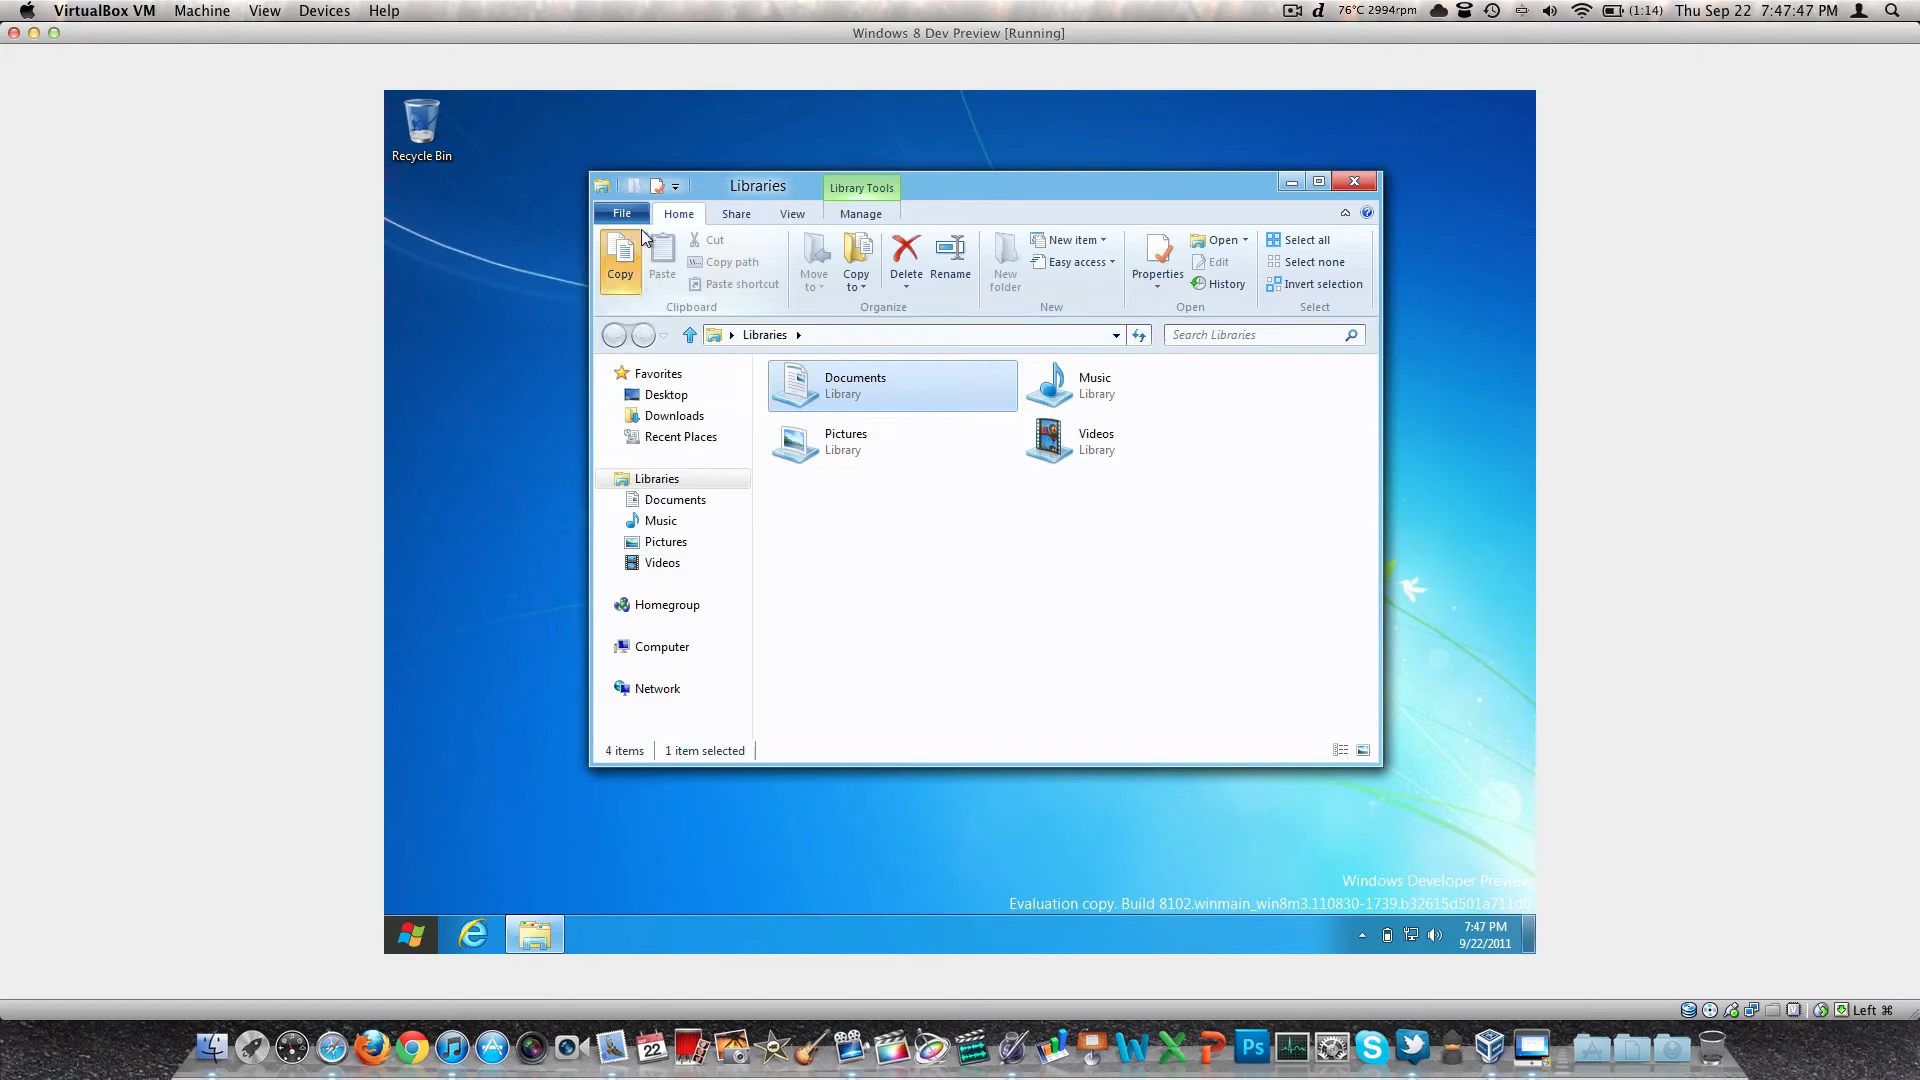 VirtualBox VM Machine View Devices Help 76°C 2994rpm (1:14) Thu Sep 22 7:47:47 PM
Windows 8 Dev Preview [Running]
Recycle Bin
Libraries Library Tools
File Home Share View Manage
Copy Paste Cut Copy path Paste shortcut
Clipboard
Move to Copy to Delete Rename
Organize
New folder New item Easy access
New
Properties Open Edit History
Open
Select all Select none Invert selection
Select
Libraries Search Libraries
Favorites
Desktop
Downloads
Recent Places
Libraries
Documents
Music
Pictures
Videos
Homegroup
Computer
Network
Documents
Library
Music
Library
Pictures
Library
Videos
Library
4 items 1 item selected
Windows Developer Preview
Evaluation copy. Build 8102.winmain_win8m3.110830-1739.b32615d501a711d0
7:47 PM
9/22/2011
Left ⌘
22
Ps